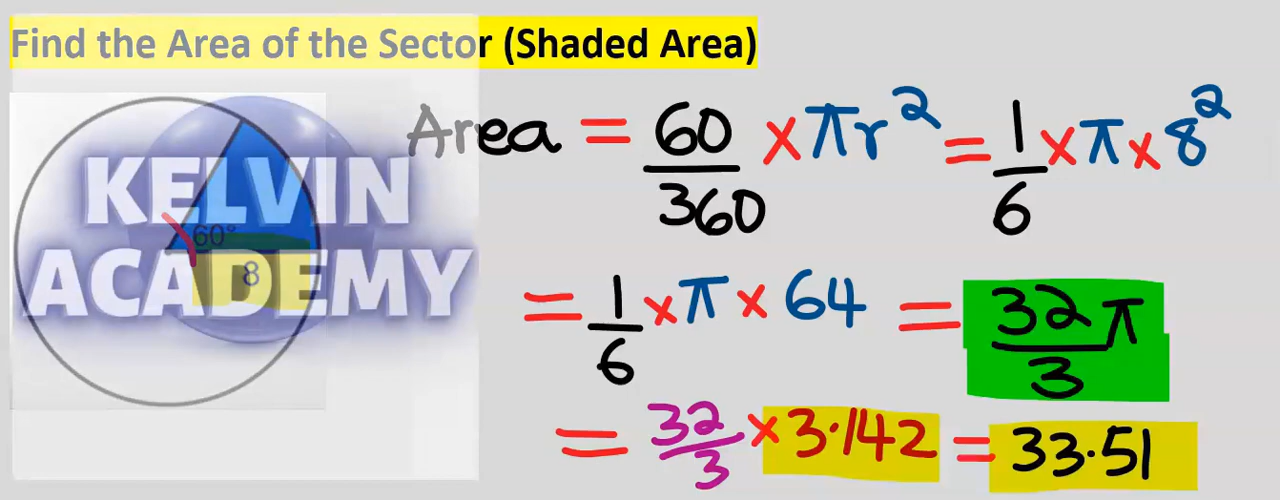 Find the Area of the Sector (Shaded Area)
KELVIN
ACADEMY
60°
8
Area = 60/360 × πr² = 1/6 × π × 8²
= 1/6 × π × 64 = 32/3 π
= 32/3 × 3.142 = 33.51